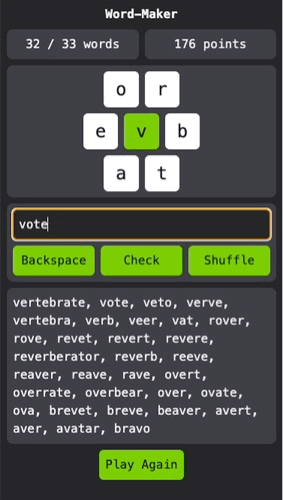 Word-Maker
32 / 33 words
176 points
o r
e v b
a t
vote
Backspace Check Shuffle
vertebrate, vote, veto, verve,
vertebra, verb, veer, vat, rover,
rove, revet, revert, revere,
reverberator, reverb, reeve,
reaver, reave, rave, overt,
overrate, overbear, over, ovate,
ova, brevet, breve, beaver, avert,
aver, avatar, bravo
Play Again